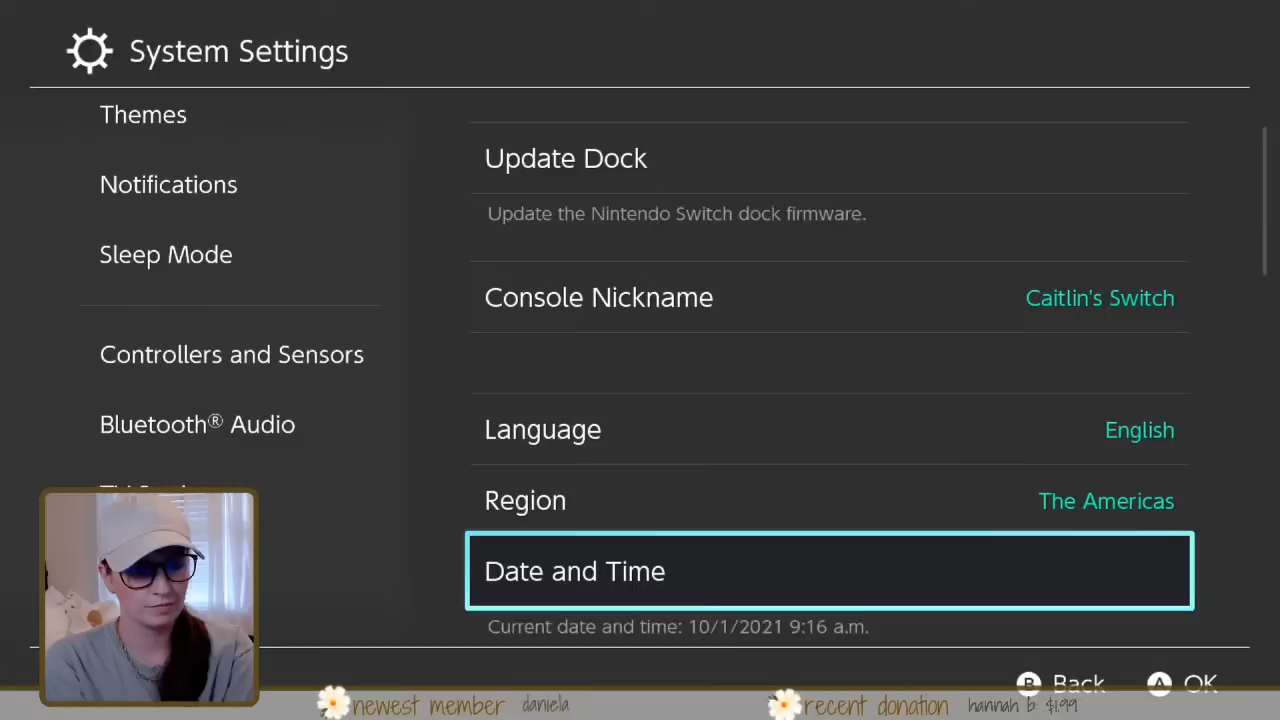 System Settings
Themes
Notifications
Sleep Mode
Controllers and Sensors
Bluetooth® Audio
Update Dock
Update the Nintendo Switch dock firmware.
Console Nickname Caitlin's Switch
Language English
Region The Americas
Date and Time
Current date and time: 10/1/2021 9:16 a.m.
B Back A OK
newest member daniela recent donation hannah b: $1.99